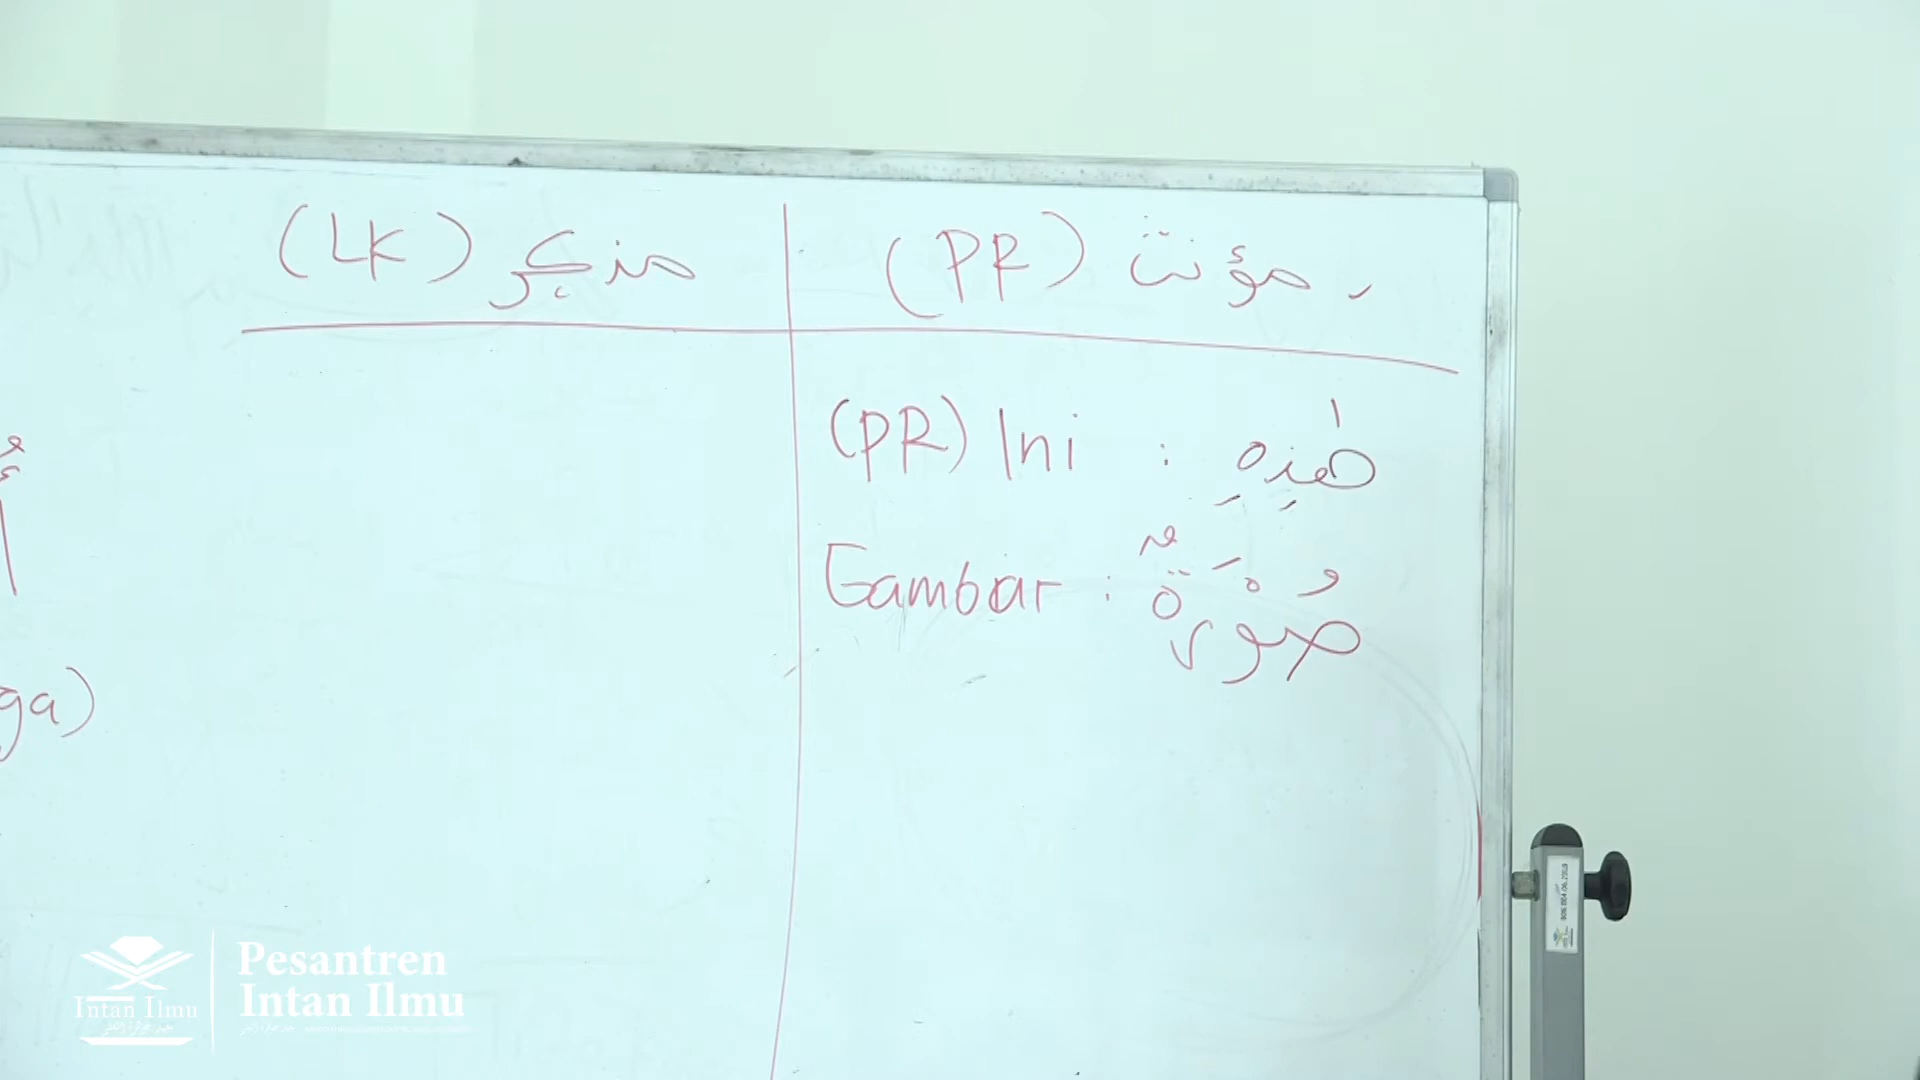 مؤنث (PR)
مذكر (LK)
(PR) Ini : هٰذِهِ
Gambar : صُوْرَةٌ
ga)
Pesantren
Intan Ilmu
Intan Ilmu